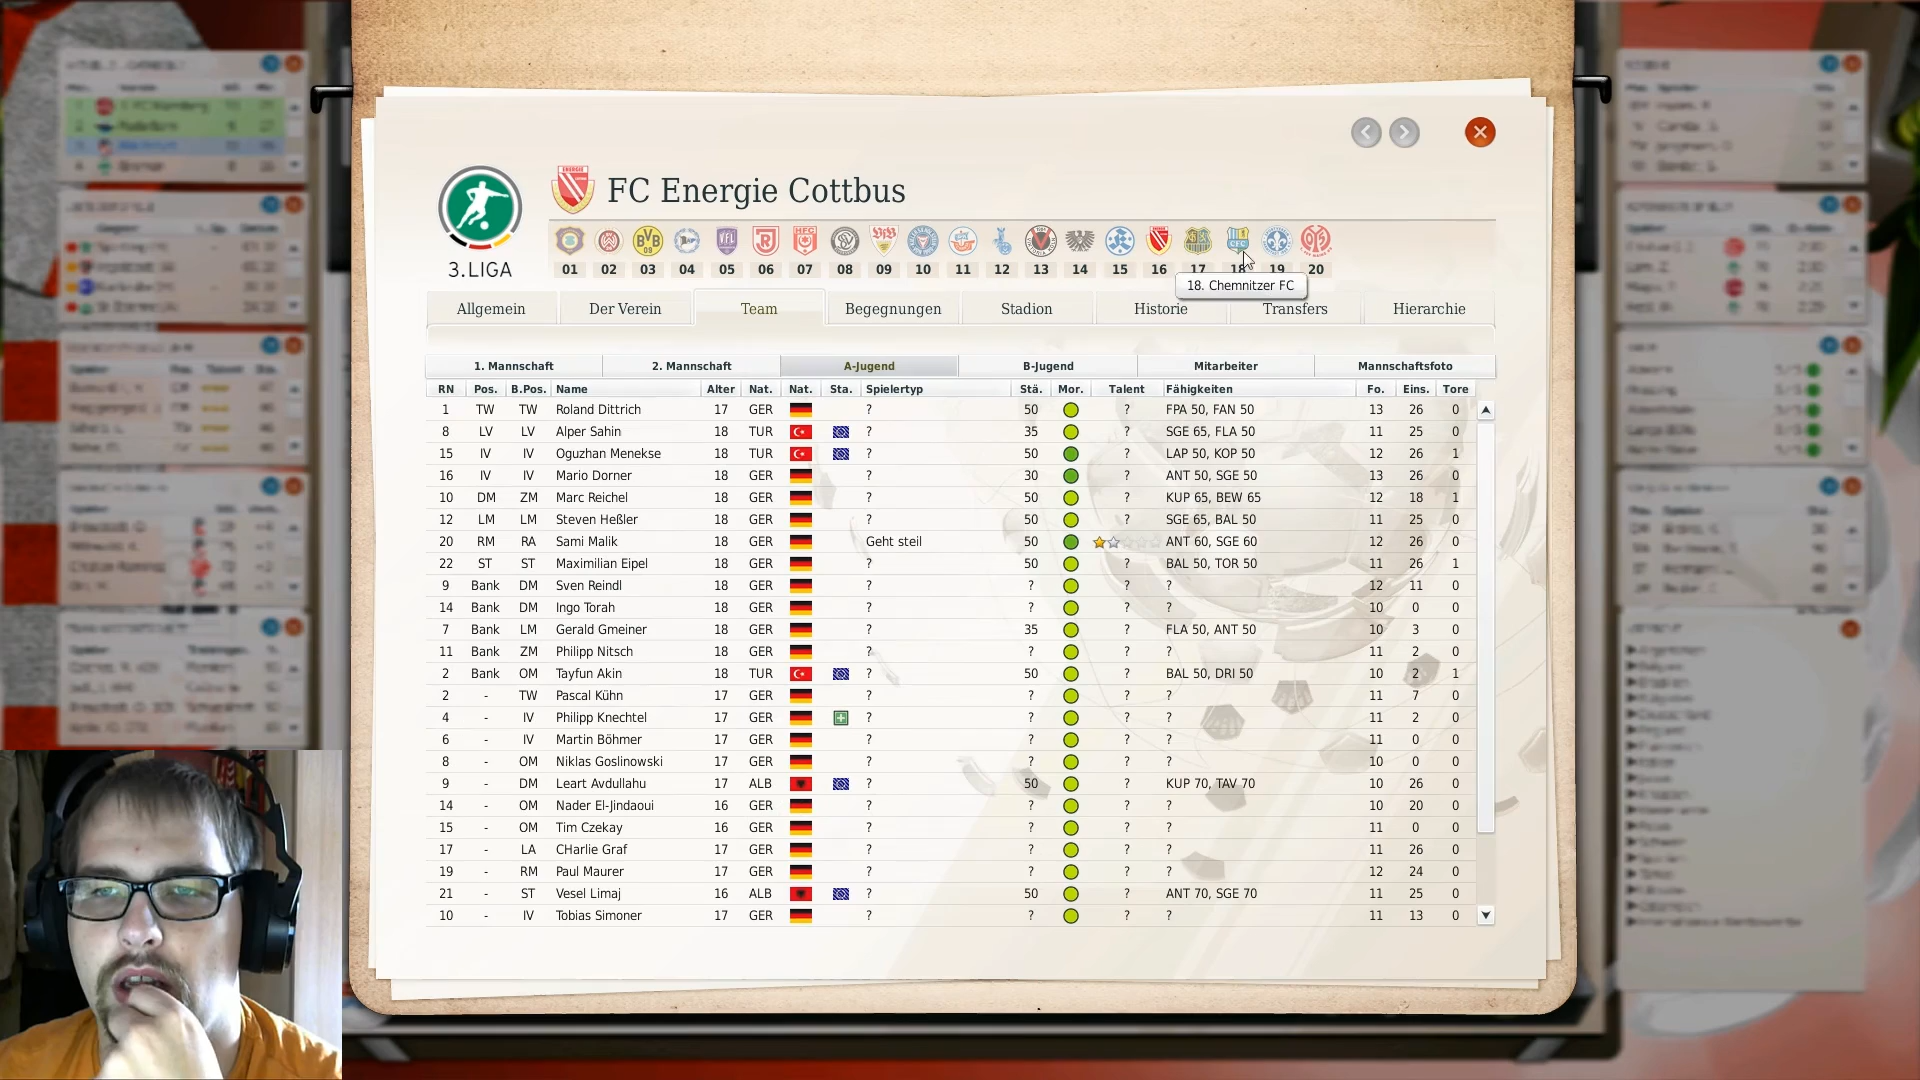 FC Energie Cottbus
3.LIGA
01 02 03 04 05 06 07 08 09 10 11 12 13 14 15 16 17 18 19 20
18. Chemnitzer FC
Allgemein Der Verein Team Begegnungen Stadion Historie Transfers Hierarchie
1. Mannschaft 2. Mannschaft A-Jugend B-Jugend Mitarbeiter Mannschaftsfoto
RN Pos. B.Pos. Name Alter Nat. Nat. Sta. Spielertyp Stä. Mor. Talent Fähigkeiten Fo. Eins. Tore
1 TW TW Roland Dittrich 17 GER ? 50 ? FPA 50, FAN 50 13 26 0
8 LV LV Alper Sahin 18 TUR ? 35 ? SGE 65, FLA 50 11 25 0
15 IV IV Oguzhan Menekse 18 TUR ? 50 ? LAP 50, KOP 50 12 26 1
16 IV IV Mario Dorner 18 GER ? 30 ? ANT 50, SGE 50 13 26 0
10 DM ZM Marc Reichel 18 GER ? 50 ? KUP 65, BEW 65 12 18 1
12 LM LM Steven Heßler 18 GER ? 50 ? SGE 65, BAL 50 11 25 0
20 RM RA Sami Malik 18 GER Geht steil 50 ANT 60, SGE 60 12 26 0
22 ST ST Maximilian Eipel 18 GER ? 50 ? BAL 50, TOR 50 11 26 1
9 Bank DM Sven Reindl 18 GER ? ? ? ? 12 11 0
14 Bank DM Ingo Torah 18 GER ? ? ? ? 10 0 0
7 Bank LM Gerald Gmeiner 18 GER ? 35 ? FLA 50, ANT 50 10 3 0
11 Bank ZM Philipp Nitsch 18 GER ? ? ? ? 11 2 0
2 Bank OM Tayfun Akin 18 TUR ? 50 ? BAL 50, DRI 50 10 2 1
2 - TW Pascal Kühn 17 GER ? ? ? ? 11 7 0
4 - IV Philipp Knechtel 17 GER ? ? ? ? 11 2 0
6 - IV Martin Böhmer 17 GER ? ? ? ? 11 0 0
8 - OM Niklas Goslinowski 17 GER ? ? ? ? 10 0 0
9 - DM Leart Avdullahu 17 ALB ? 50 ? KUP 70, TAV 70 10 26 0
14 - OM Nader El-Jindaoui 16 GER ? ? ? ? 10 20 0
15 - OM Tim Czekay 16 GER ? ? ? ? 11 0 0
17 - LA CHarlie Graf 17 GER ? ? ? ? 11 26 0
19 - RM Paul Maurer 17 GER ? ? ? ? 12 24 0
21 - ST Vesel Limaj 16 ALB ? 50 ? ANT 70, SGE 70 11 25 0
10 - IV Tobias Simoner 17 GER ? ? ? ? 11 13 0